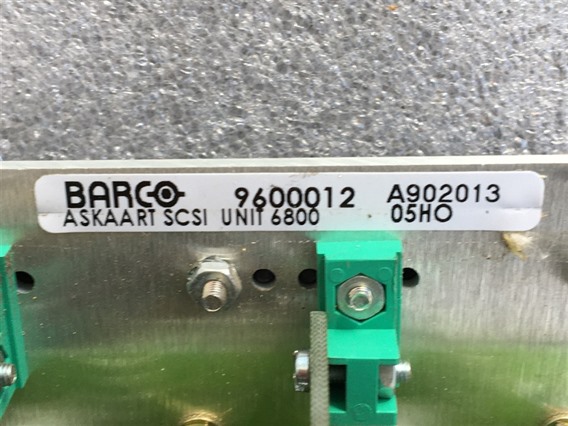 BARCO 9600012 A902013
ASKAART SCSI UNIT 6800 05HO